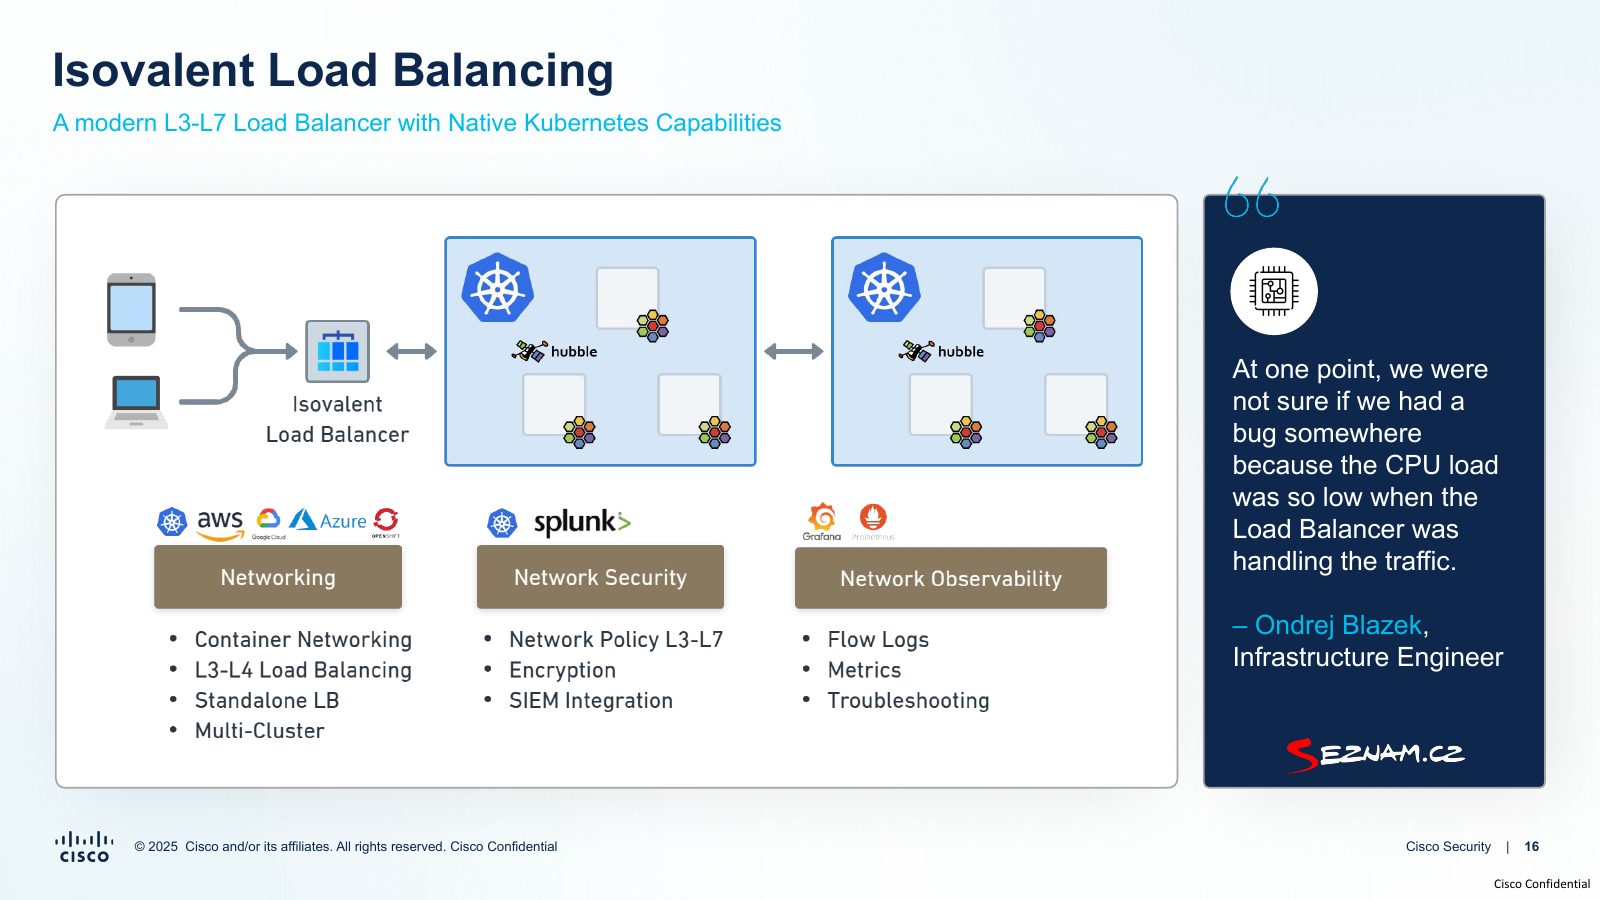 Isovalent Load Balancing
A modern L3-L7 Load Balancer with Native Kubernetes Capabilities
Isovalent
Load Balancer
hubble
hubble
aws
Google Cloud
Azure
OPENSHIFT
Networking
• Container Networking
• L3-L4 Load Balancing
• Standalone LB
• Multi-Cluster
splunk>
Network Security
• Network Policy L3-L7
• Encryption
• SIEM Integration
Grafana
Prometheus
Network Observability
• Flow Logs
• Metrics
• Troubleshooting
“
At one point, we were
not sure if we had a
bug somewhere
because the CPU load
was so low when the
Load Balancer was
handling the traffic.
– Ondrej Blazek,
Infrastructure Engineer
SEZNAM.CZ
CISCO
© 2025 Cisco and/or its affiliates. All rights reserved. Cisco Confidential
Cisco Security | 16
Cisco Confidential